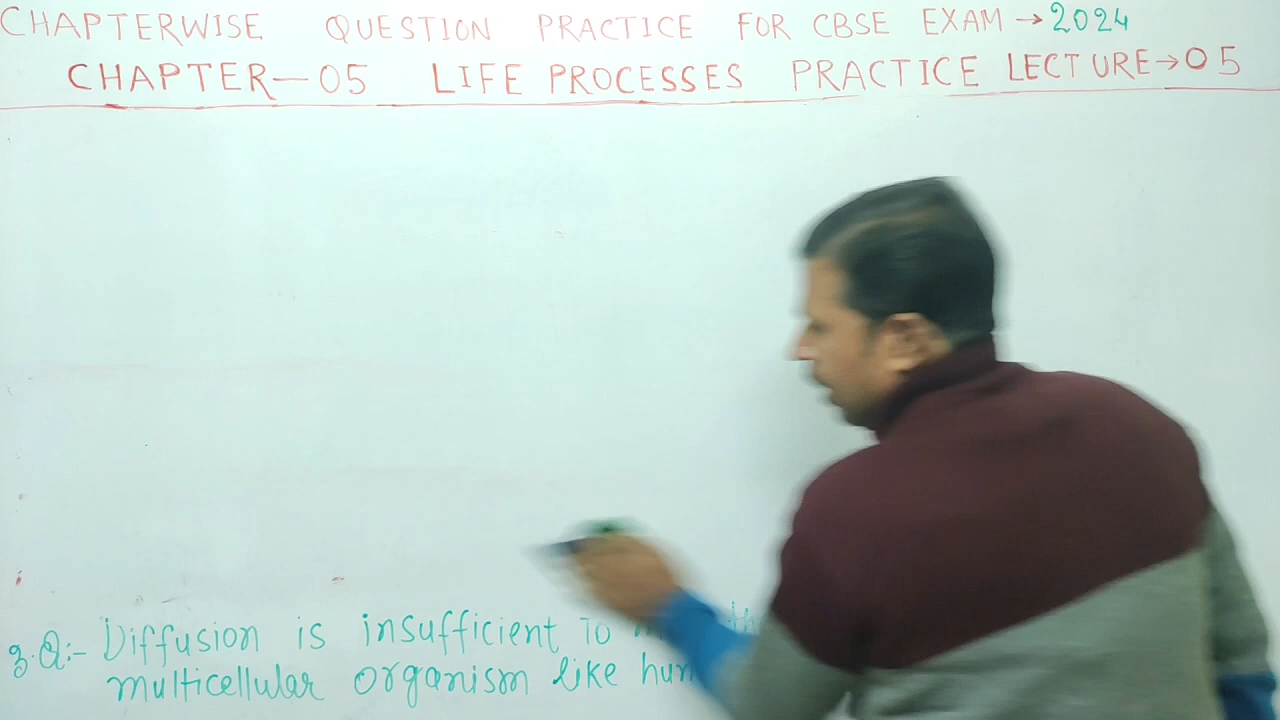 CHAPTERWISE QUESTION PRACTICE FOR CBSE EXAM → 2024
CHAPTER-05 LIFE PROCESSES PRACTICE LECTURE → 05
3.Q:- Diffusion is insufficient to
multicellular organism like